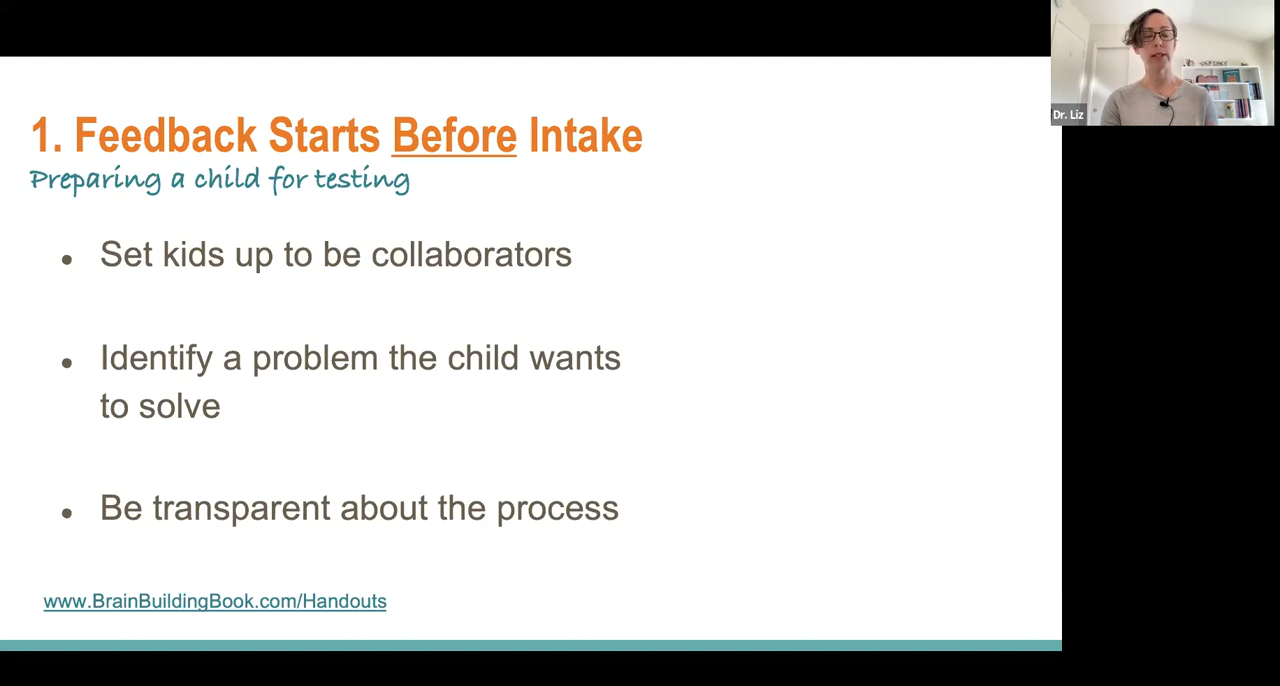 Dr. Liz
1. Feedback Starts Before Intake
Preparing a child for testing
• Set kids up to be collaborators
• Identify a problem the child wants
to solve
• Be transparent about the process
www.BrainBuildingBook.com/Handouts